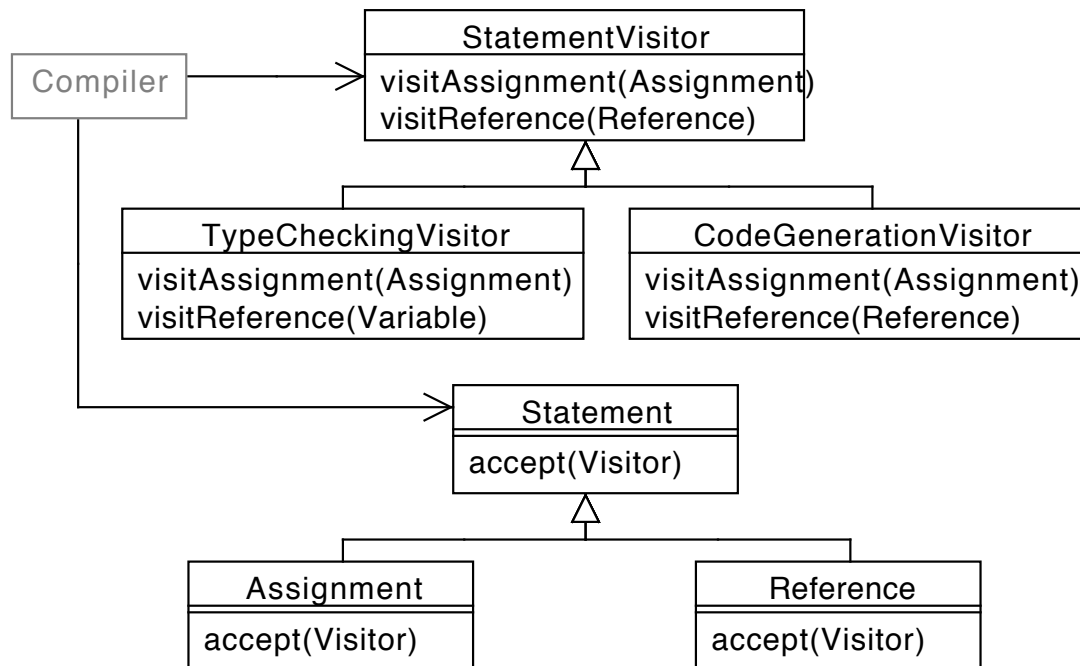 StatementVisitor
Compiler
visitAssignment(Assignment)
visitReference(Reference)
TypeCheckingVisitor
visitAssignment(Assignment)
visitReference(Variable)
CodeGenerationVisitor
visitAssignment(Assignment)
visitReference(Reference)
Statement
accept(Visitor)
Assignment
accept(Visitor)
Reference
accept(Visitor)